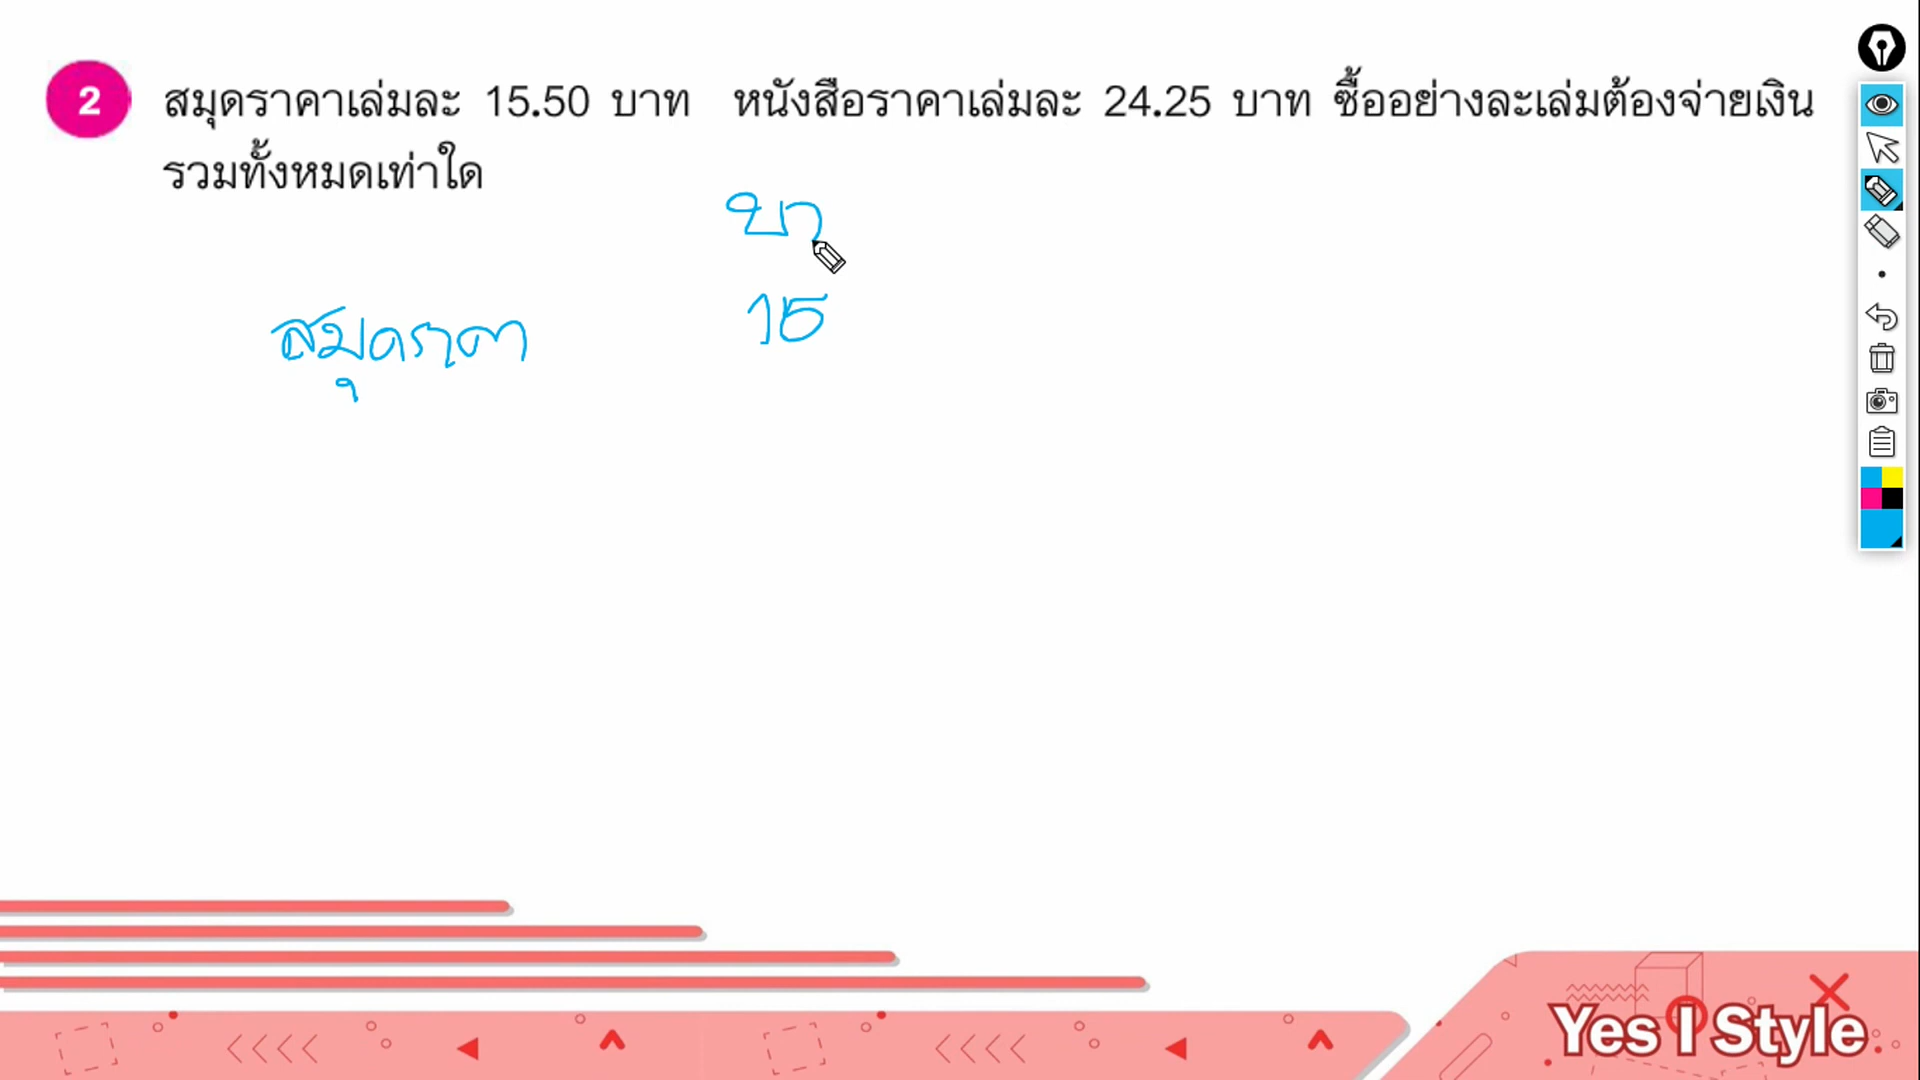 2 สมุดราคาเล่มละ 15.50 บาท หนังสือราคาเล่มละ 24.25 บาท ซื้ออย่างละเล่มต้องจ่ายเงิน
รวมทั้งหมดเท่าใด
บา
สมุดราคา 15
Yes I Style